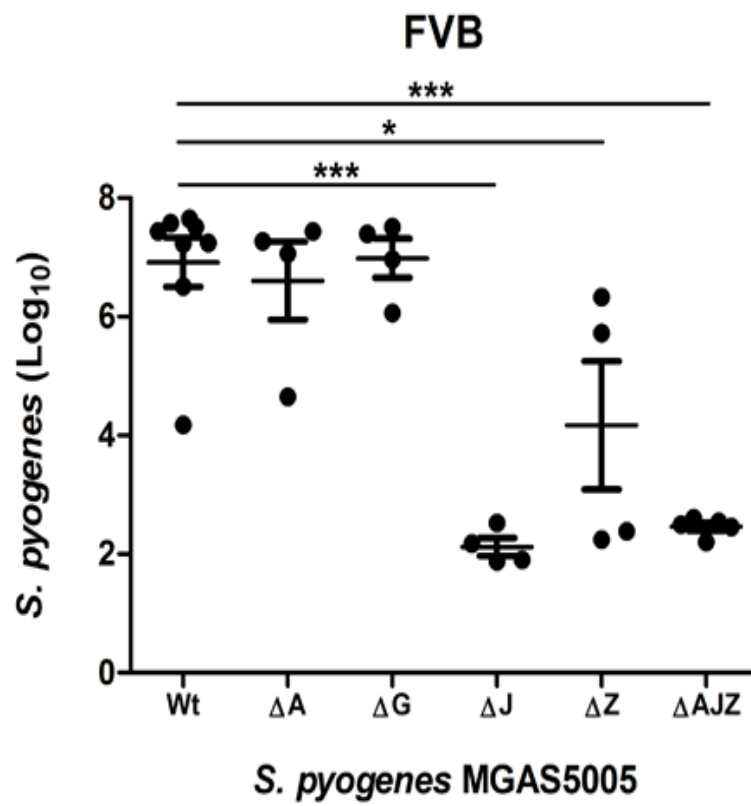 FVB
***
*
***
S. pyogenes (Log10)
8
6
4
2
0
Wt ΔA ΔG ΔJ ΔZ ΔAJZ
S. pyogenes MGAS5005